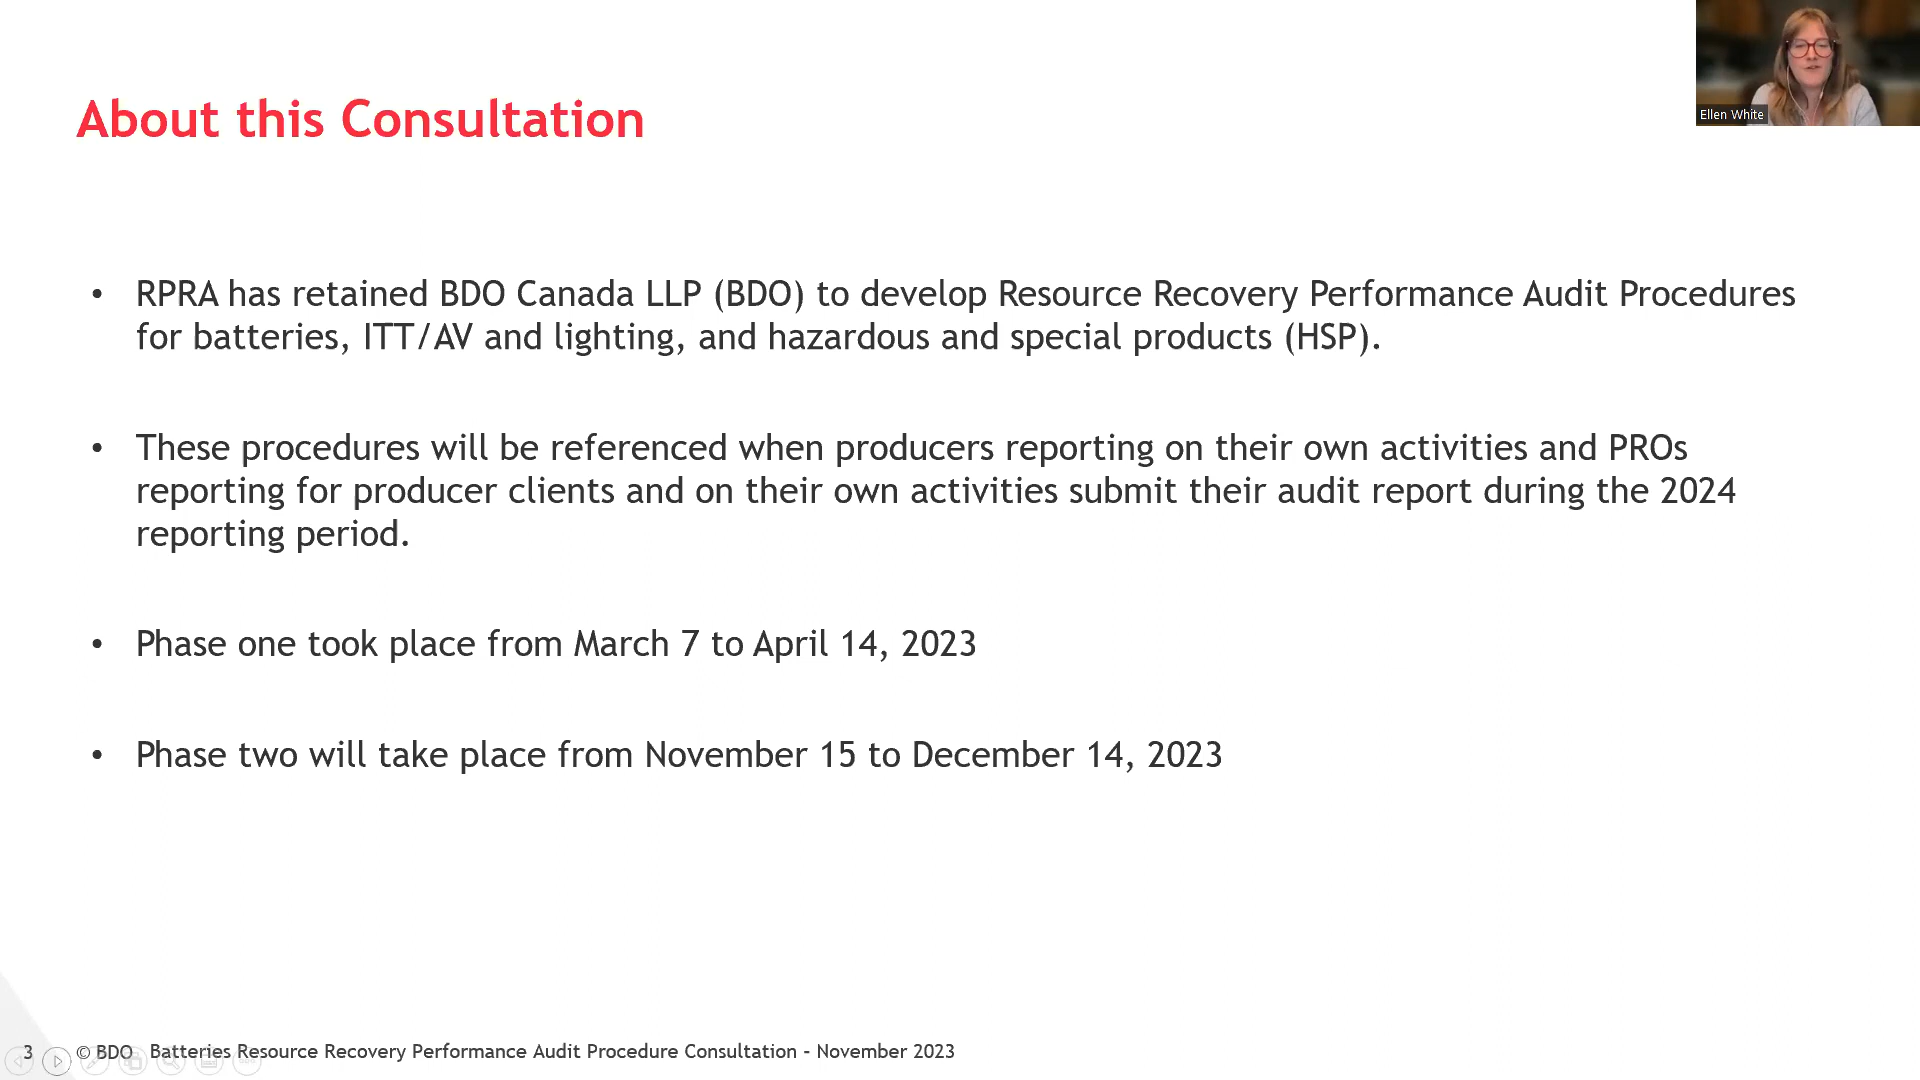 About this Consultation
Ellen White
• RPRA has retained BDO Canada LLP (BDO) to develop Resource Recovery Performance Audit Procedures
for batteries, ITT/AV and lighting, and hazardous and special products (HSP).
• These procedures will be referenced when producers reporting on their own activities and PROs
reporting for producer clients and on their own activities submit their audit report during the 2024
reporting period.
• Phase one took place from March 7 to April 14, 2023
• Phase two will take place from November 15 to December 14, 2023
3 © BDO Batteries Resource Recovery Performance Audit Procedure Consultation - November 2023